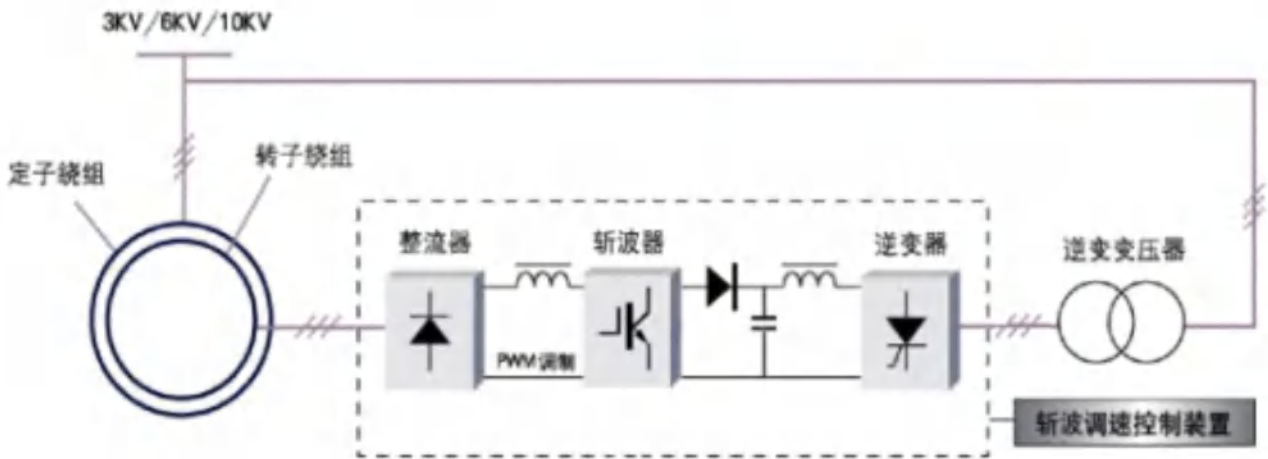 3KV/6KV/10KV
转子绕组
定子绕组
整流器
斩波器
逆变器
逆变变压器
PWM调制
斩波调速控制装置